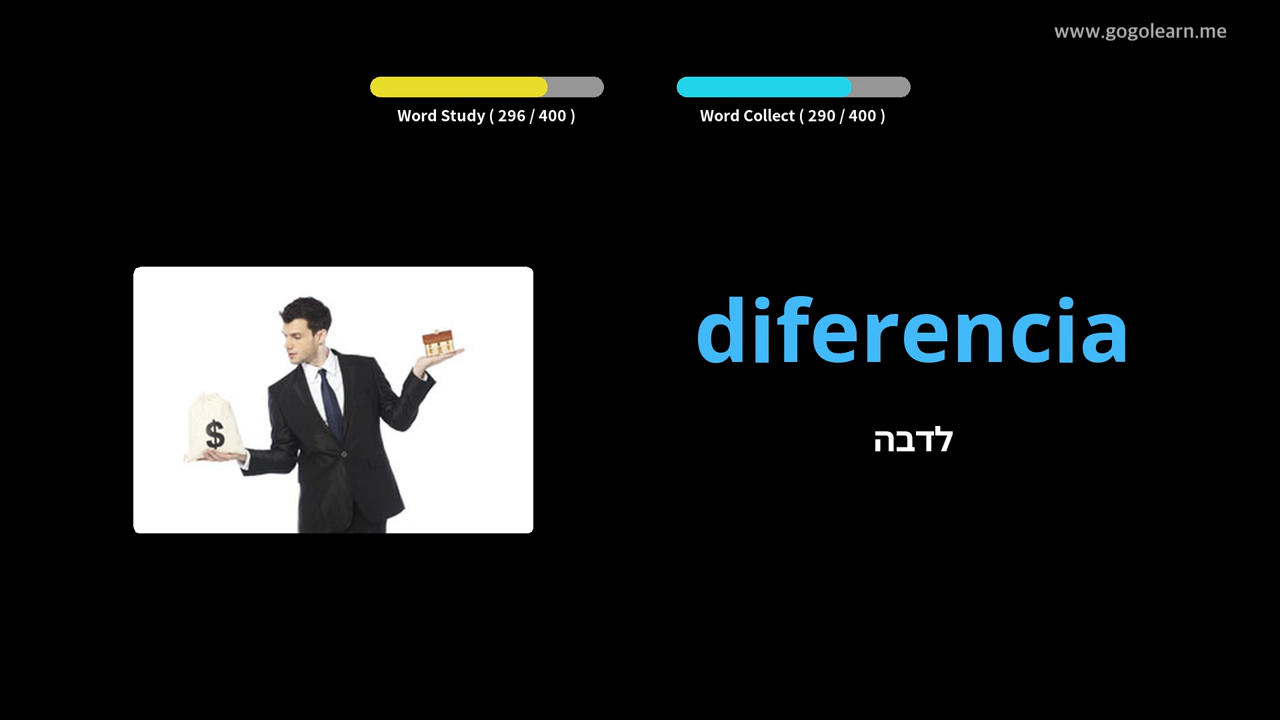 www.gogolearn.me
Word Study ( 296 / 400 )
Word Collect ( 290 / 400 )
$
diferencia
לדבה